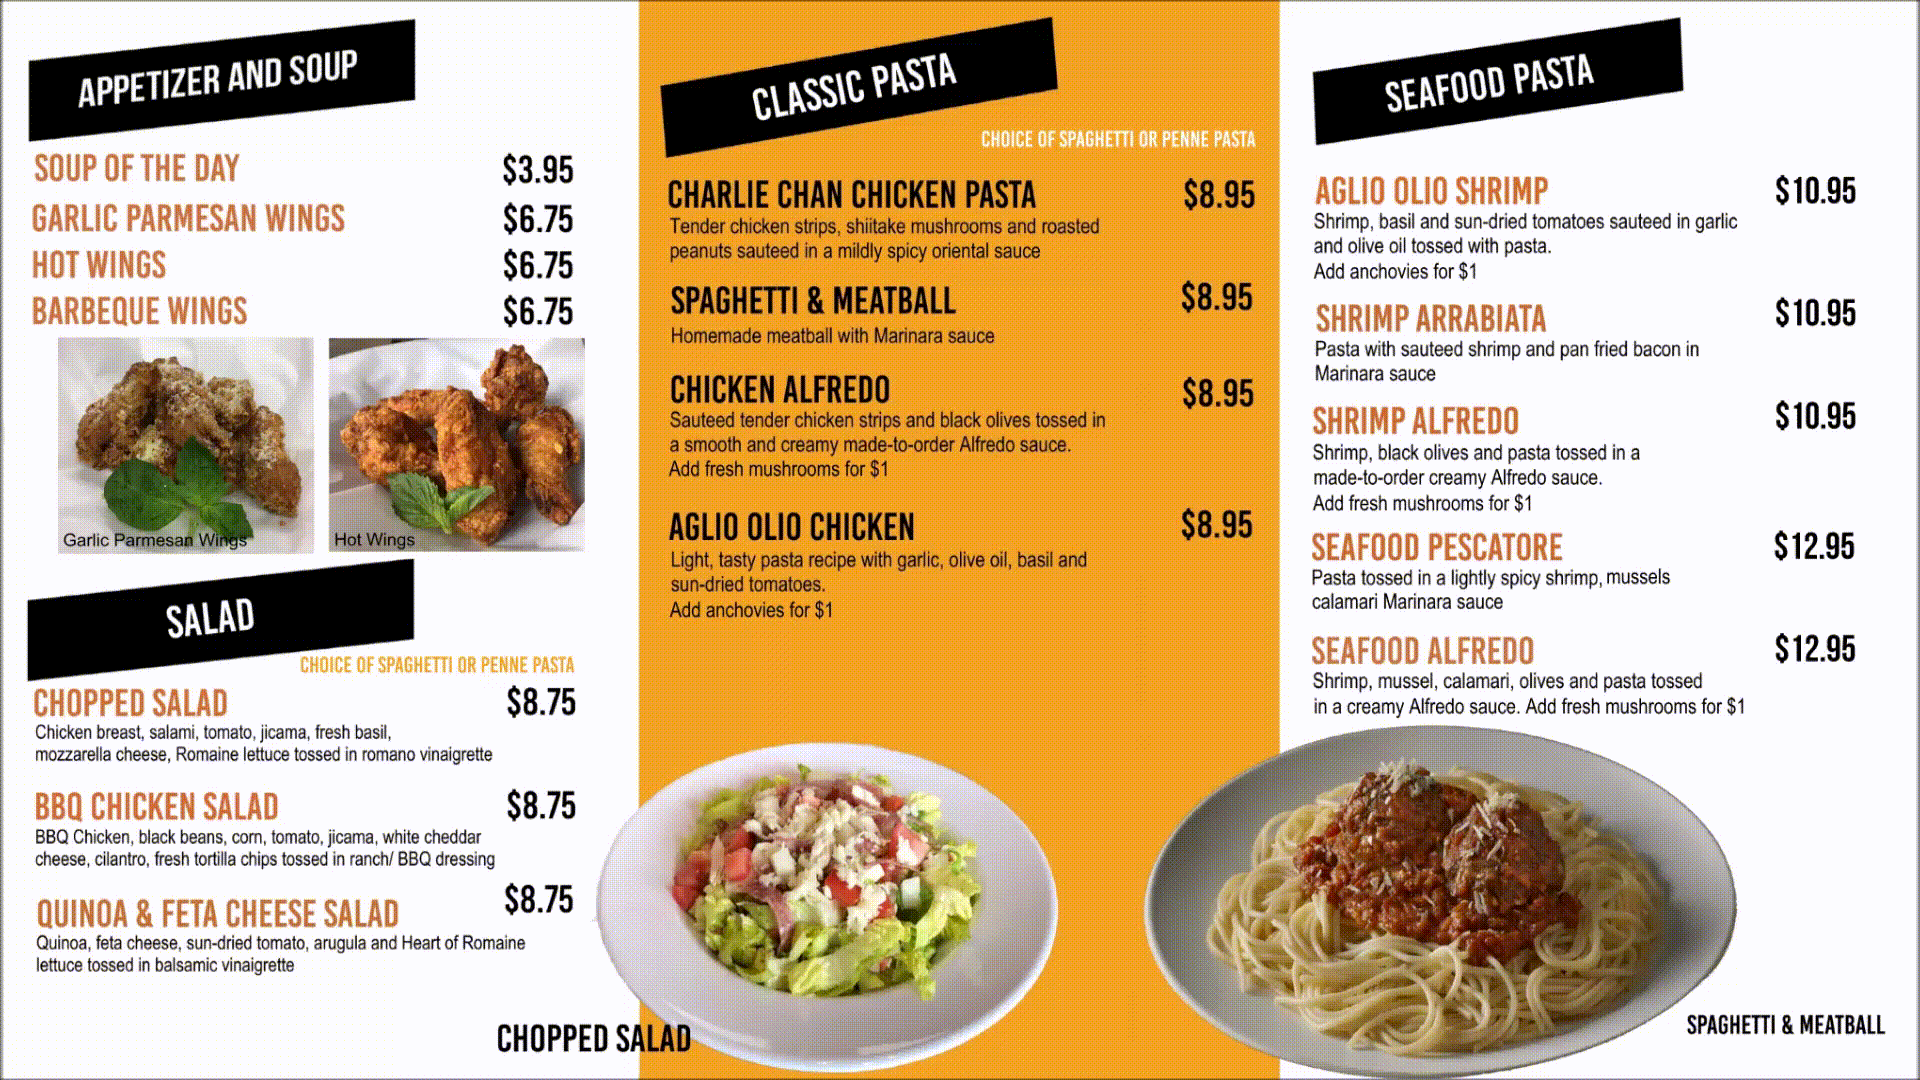 APPETIZER AND SOUP
SOUP OF THE DAY $3.95
GARLIC PARMESAN WINGS $6.75
HOT WINGS $6.75
BARBEQUE WINGS $6.75
Garlic Parmesan Wings
Hot Wings
SALAD
CHOICE OF SPAGHETTI OR PENNE PASTA
CHOPPED SALAD $8.75
Chicken breast, salami, tomato, jicama, fresh basil,
mozzarella cheese, Romaine lettuce tossed in romano vinaigrette
BBQ CHICKEN SALAD $8.75
BBQ Chicken, black beans, corn, tomato, jicama, white cheddar
cheese, cilantro, fresh tortilla chips tossed in ranch/ BBQ dressing
QUINOA & FETA CHEESE SALAD $8.75
Quinoa, feta cheese, sun-dried tomato, arugula and Heart of Romaine
lettuce tossed in balsamic vinaigrette
CHOPPED SALAD
CLASSIC PASTA
CHOICE OF SPAGHETTI OR PENNE PASTA
CHARLIE CHAN CHICKEN PASTA $8.95
Tender chicken strips, shiitake mushrooms and roasted
peanuts sauteed in a mildly spicy oriental sauce
SPAGHETTI & MEATBALL $8.95
Homemade meatball with Marinara sauce
CHICKEN ALFREDO $8.95
Sauteed tender chicken strips and black olives tossed in
a smooth and creamy made-to-order Alfredo sauce.
Add fresh mushrooms for $1
AGLIO OLIO CHICKEN $8.95
Light, tasty pasta recipe with garlic, olive oil, basil and
sun-dried tomatoes.
Add anchovies for $1
SEAFOOD PASTA
AGLIO OLIO SHRIMP $10.95
Shrimp, basil and sun-dried tomatoes sauteed in garlic
and olive oil tossed with pasta.
Add anchovies for $1
SHRIMP ARRABIATA $10.95
Pasta with sauteed shrimp and pan fried bacon in
Marinara sauce
SHRIMP ALFREDO $10.95
Shrimp, black olives and pasta tossed in a
made-to-order creamy Alfredo sauce.
Add fresh mushrooms for $1
SEAFOOD PESCATORE $12.95
Pasta tossed in a lightly spicy shrimp, mussels
calamari Marinara sauce
SEAFOOD ALFREDO $12.95
Shrimp, mussel, calamari, olives and pasta tossed
in a creamy Alfredo sauce. Add fresh mushrooms for $1
SPAGHETTI & MEATBALL